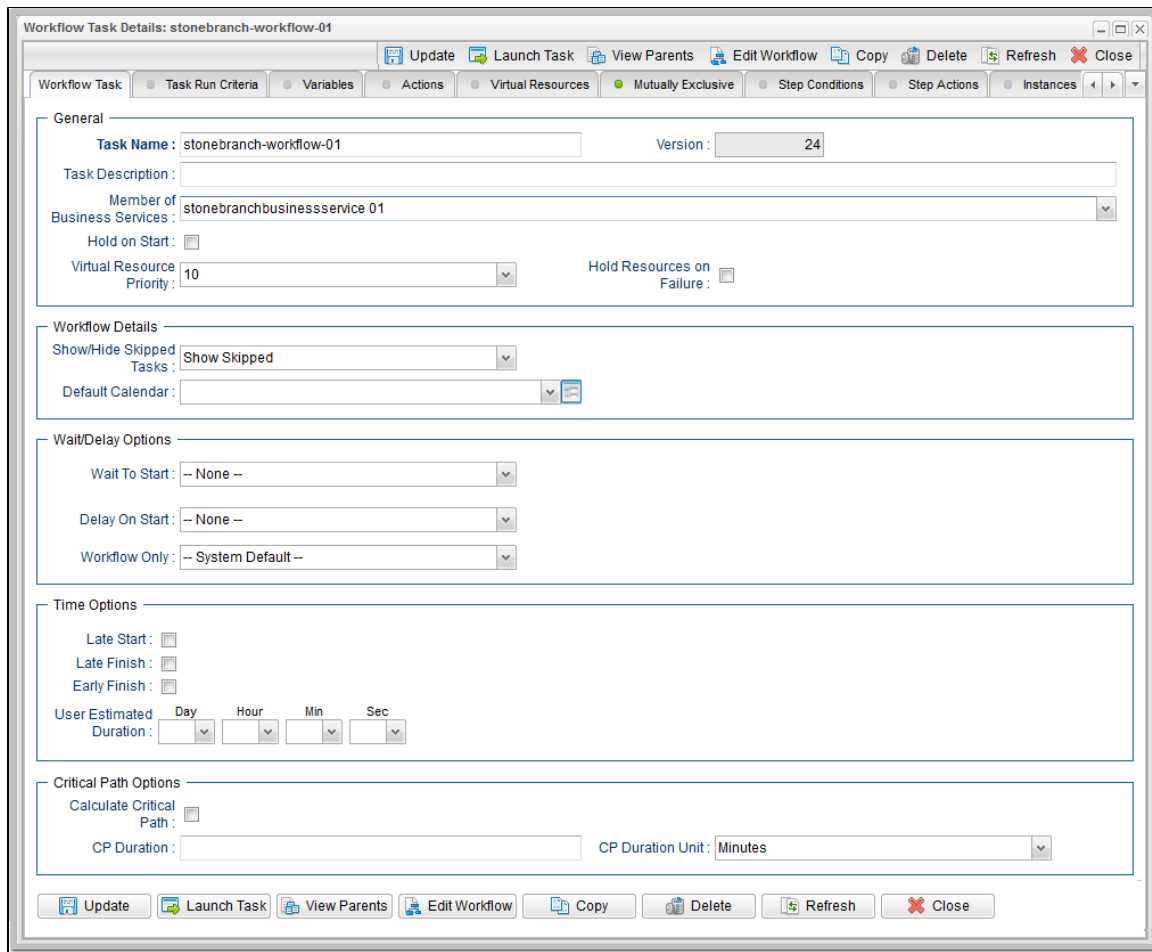 Workflow Task Details: stonebranch-workflow-01
Update Launch Task View Parents Edit Workflow Copy Delete Refresh Close
Workflow Task Task Run Criteria Variables Actions Virtual Resources Mutually Exclusive Step Conditions Step Actions Instances
General
Task Name : stonebranch-workflow-01 Version : 24
Task Description :
Member of
Business Services : stonebranchbusinessservice 01
Hold on Start :
Virtual Resource Priority : 10 Hold Resources on Failure :
Workflow Details
Show/Hide Skipped Tasks : Show Skipped
Default Calendar :
Wait/Delay Options
Wait To Start : -- None --
Delay On Start : -- None --
Workflow Only : -- System Default --
Time Options
Late Start :
Late Finish :
Early Finish :
Day Hour Min Sec
User Estimated Duration :
Critical Path Options
Calculate Critical Path :
CP Duration : CP Duration Unit : Minutes
Update Launch Task View Parents Edit Workflow Copy Delete Refresh Close